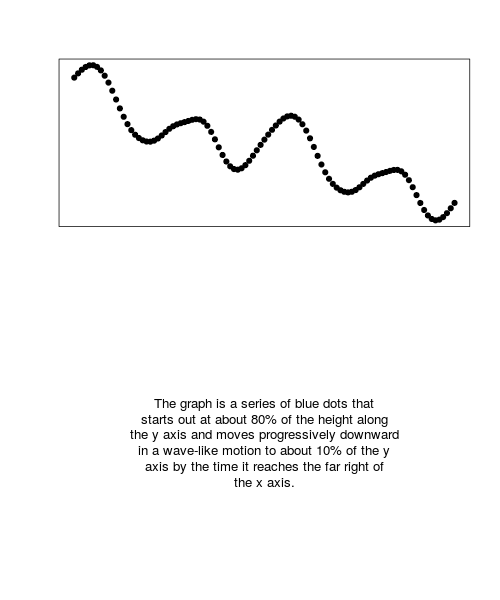 The graph is a series of blue dots that
starts out at about 80% of the height along
the y axis and moves progressively downward
in a wave-like motion to about 10% of the y
axis by the time it reaches the far right of
the x axis.